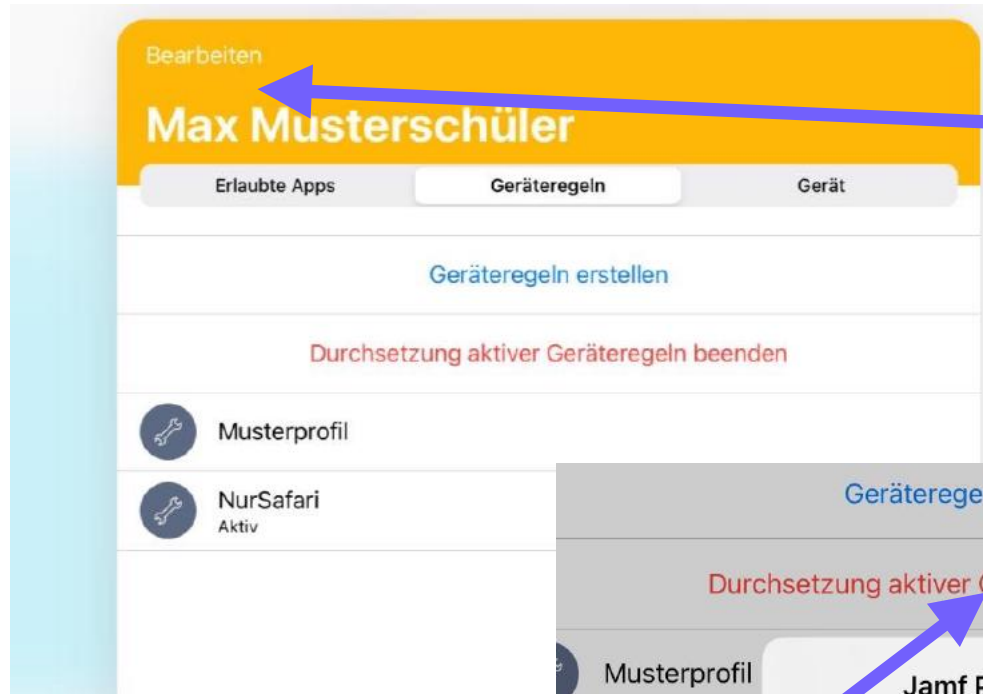 Bearbeiten
Max Musterschüler
Erlaubte Apps Geräteregeln Gerät
Geräteregeln erstellen
Durchsetzung aktiver Geräteregeln beenden
Musterprofil
NurSafari
Aktiv
Durchsetzung aktiver
Musterprofil
Jamf